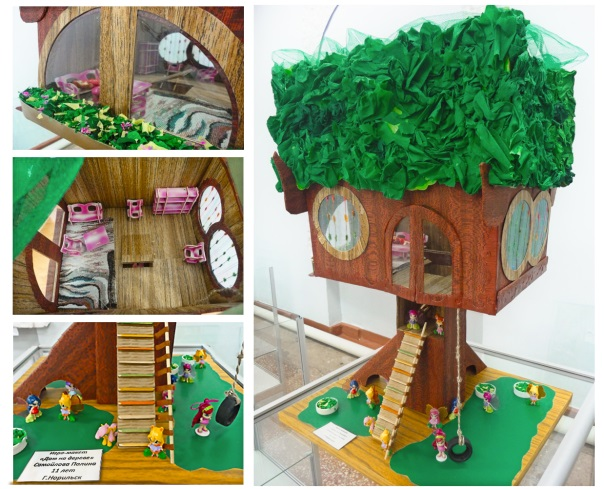 Игра-макет
«Дом на дереве»
Самойлова Полина
11 лет
Г.Норильск